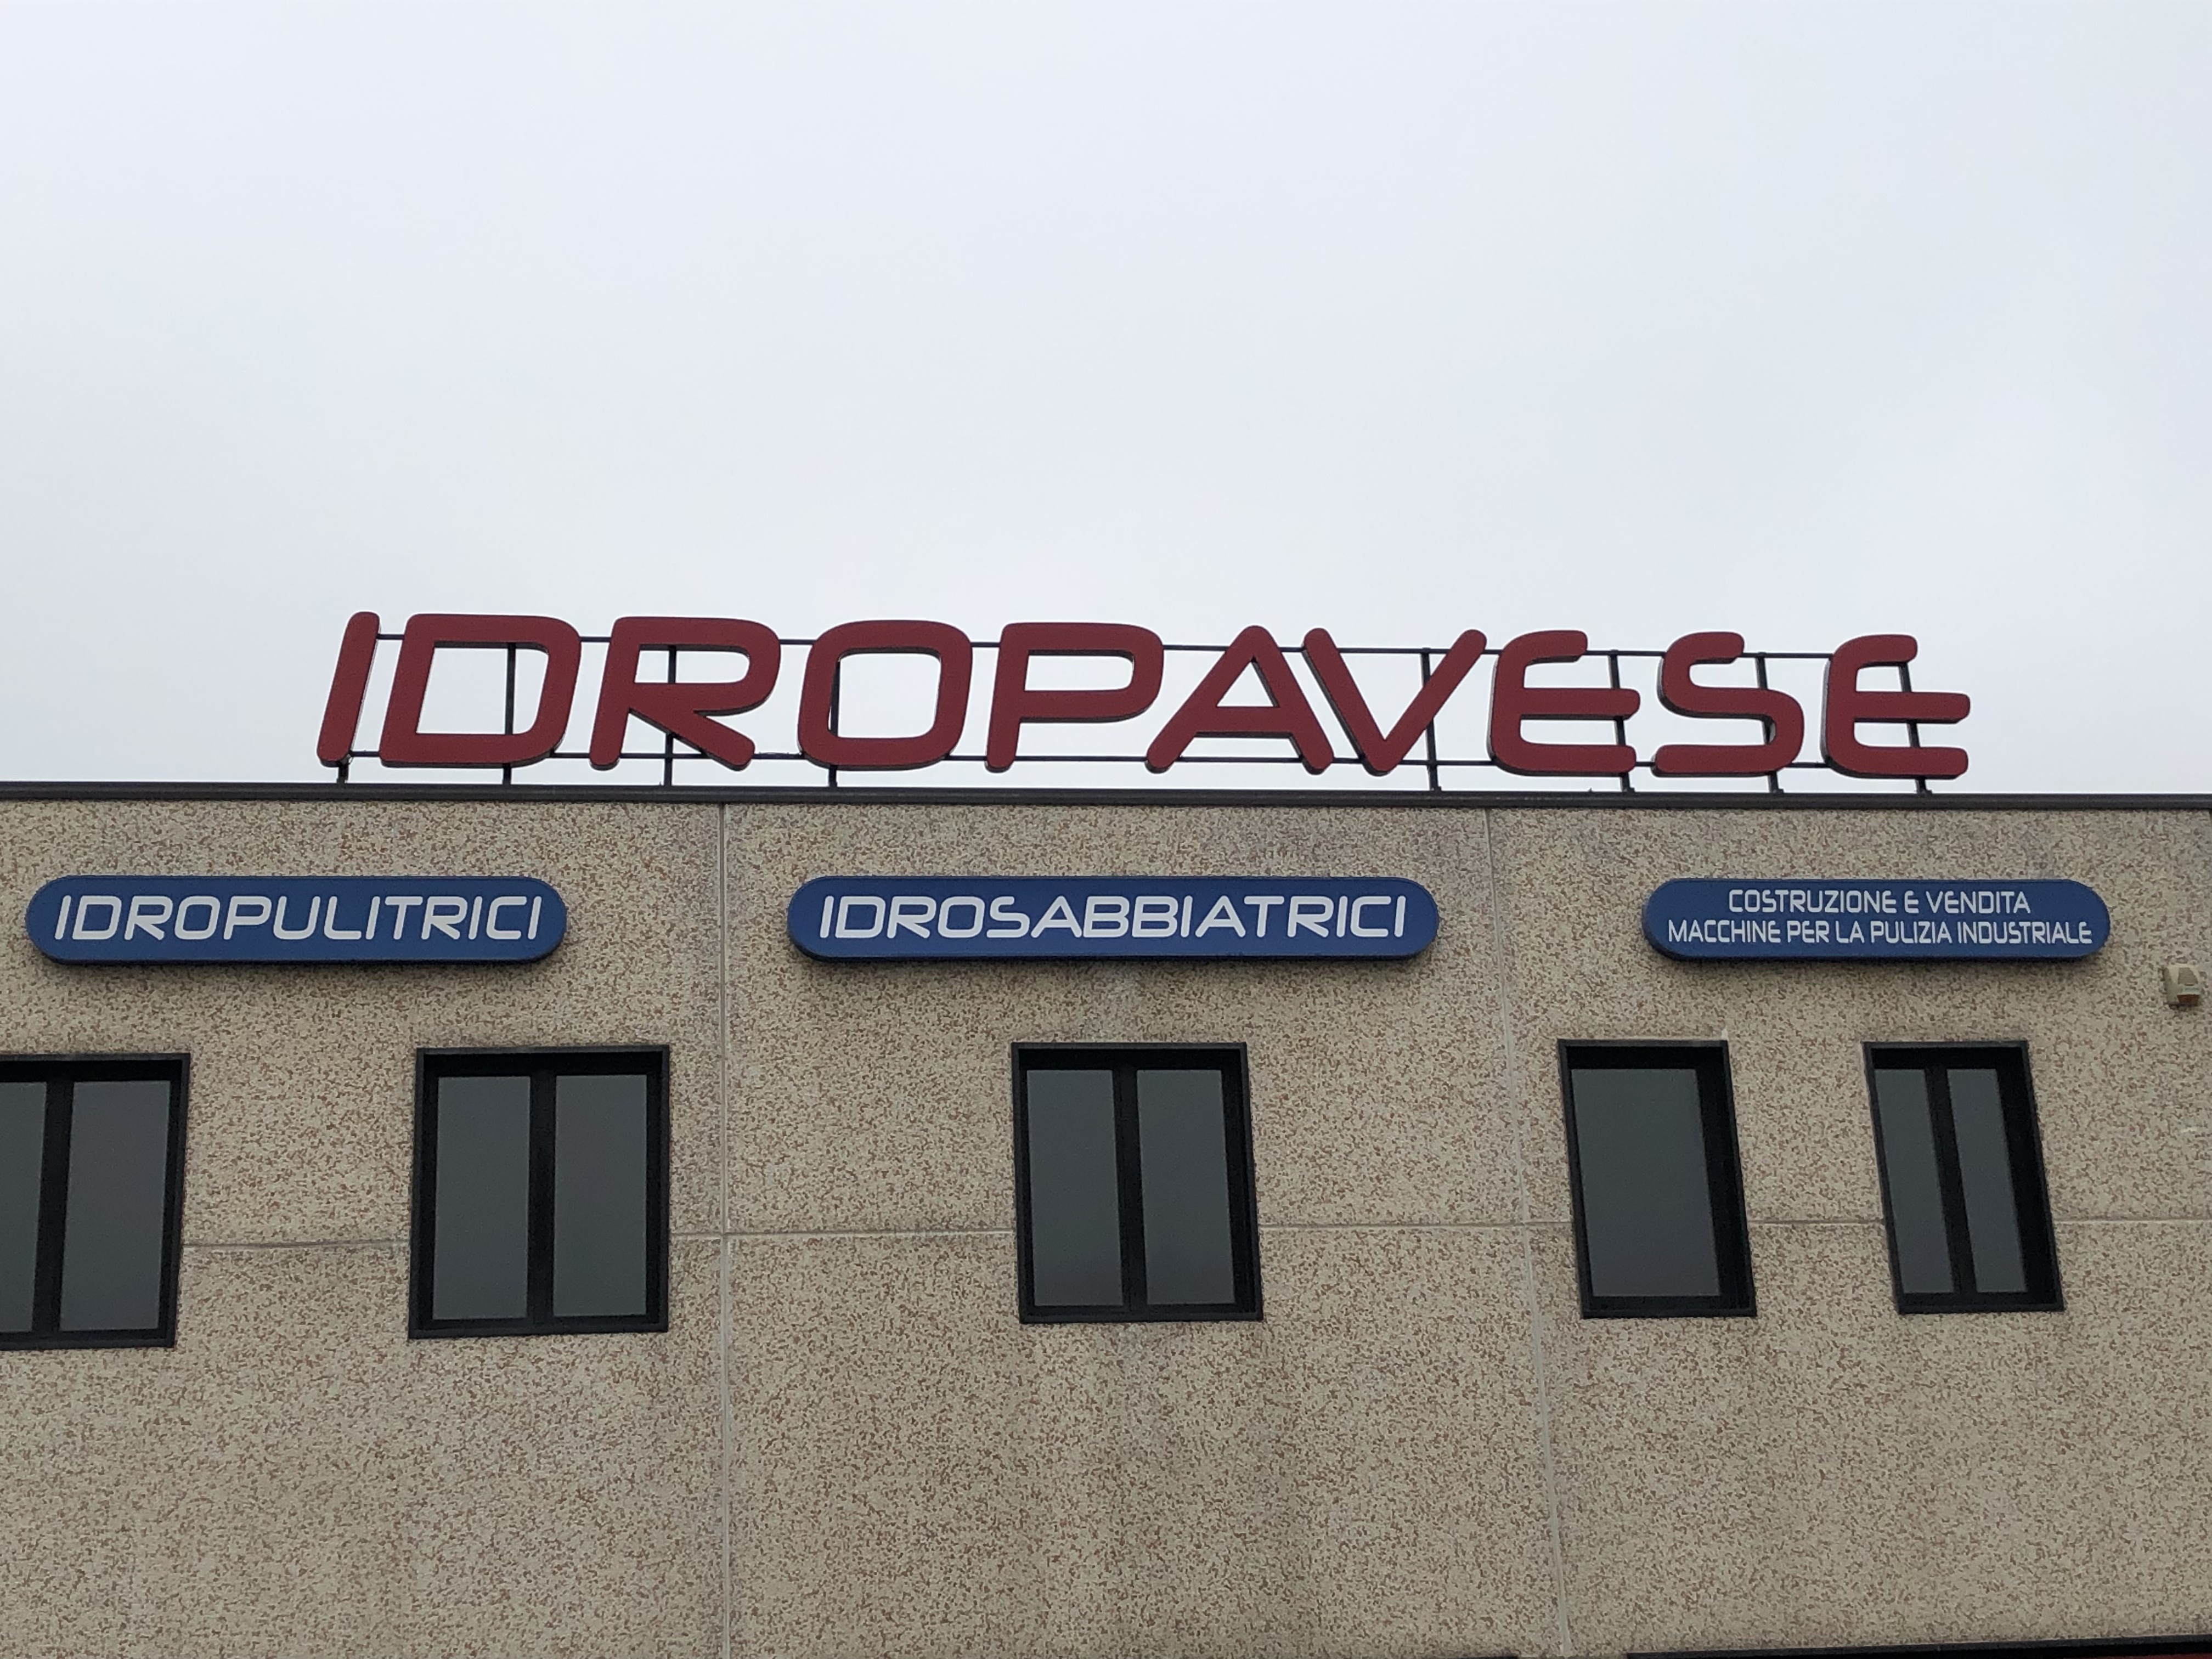 IDROPAVESE
IDROPULITRICI
IDROSABBIATRICI
COSTRUZIONE E VENDITA
MACCHINE PER LA PULIZIA INDUSTRIALE